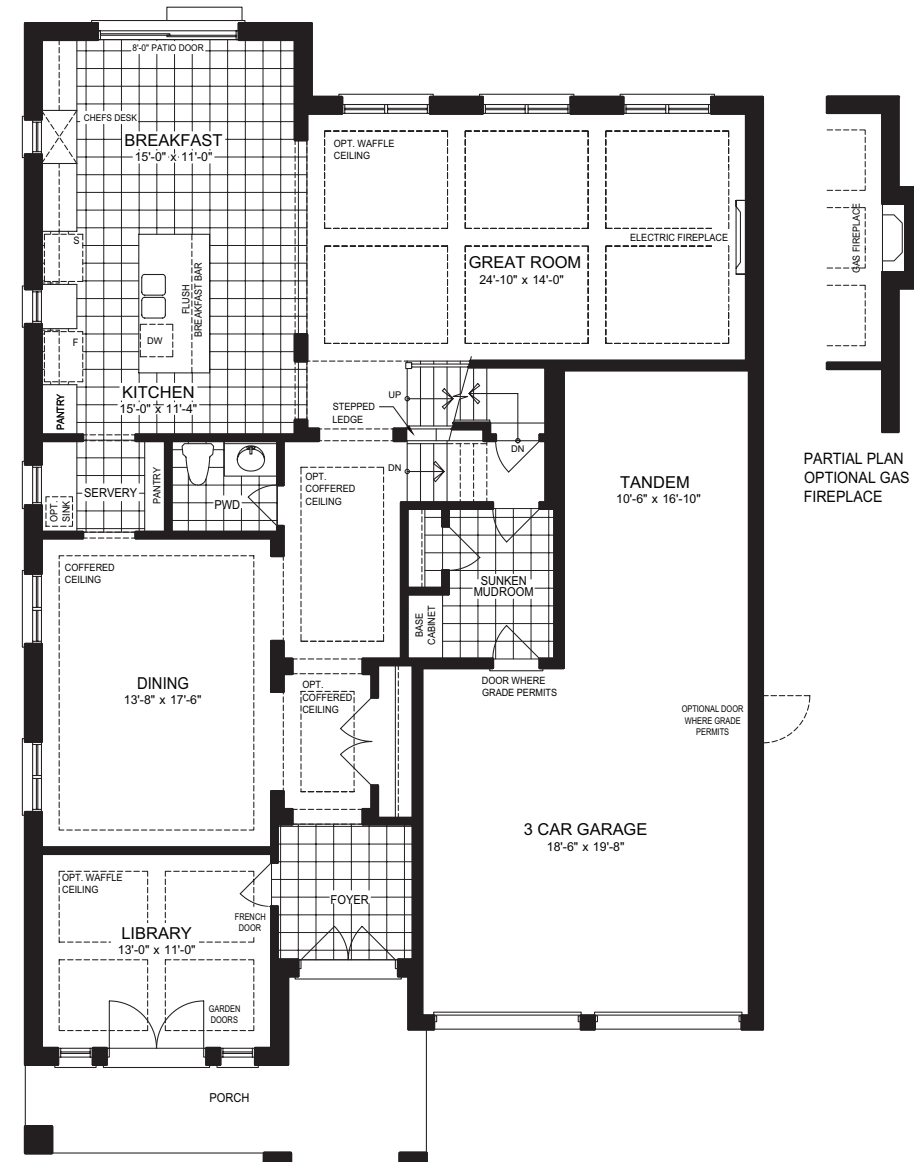 8'-0" PATIO DOOR
CHEFS DESK
BREAKFAST
15'-0" x 11'-0"
OPT. WAFFLE
CEILING
S
ELECTRIC FIREPLACE
GREAT ROOM
24'-10" x 14'-0"
GAS FIREPLACE
FLUSH
BREAKFAST BAR
DW
F
KITCHEN
15'-0" x 11'-4"
PANTRY
UP
STEPPED
LEDGE
DN
DN
PARTIAL PLAN
OPTIONAL GAS
FIREPLACE
SERVERY
PANTRY
OPT.
SINK
PWD.
OPT.
COFFERED
CEILING
TANDEM
10'-6" x 16'-10"
COFFERED
CEILING
SUNKEN
MUDROOM
BASE
CABINET
DINING
13'-8" x 17'-6"
OPT.
COFFERED
CEILING
DOOR WHERE
GRADE PERMITS
OPTIONAL DOOR
WHERE GRADE
PERMITS
3 CAR GARAGE
18'-6" x 19'-8"
OPT. WAFFLE
CEILING
FOYER
FRENCH
DOOR
LIBRARY
13'-0" x 11'-0"
GARDEN
DOORS
PORCH